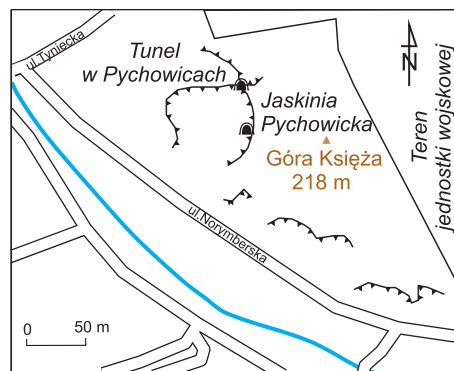 ul.Tyniecka
Tunel
w Pychowicach
Jaskinia
Pychowicka
Góra Księża
218 m
N
Teren
jednostki wojskowej
ul.Norymberska
0 50 m